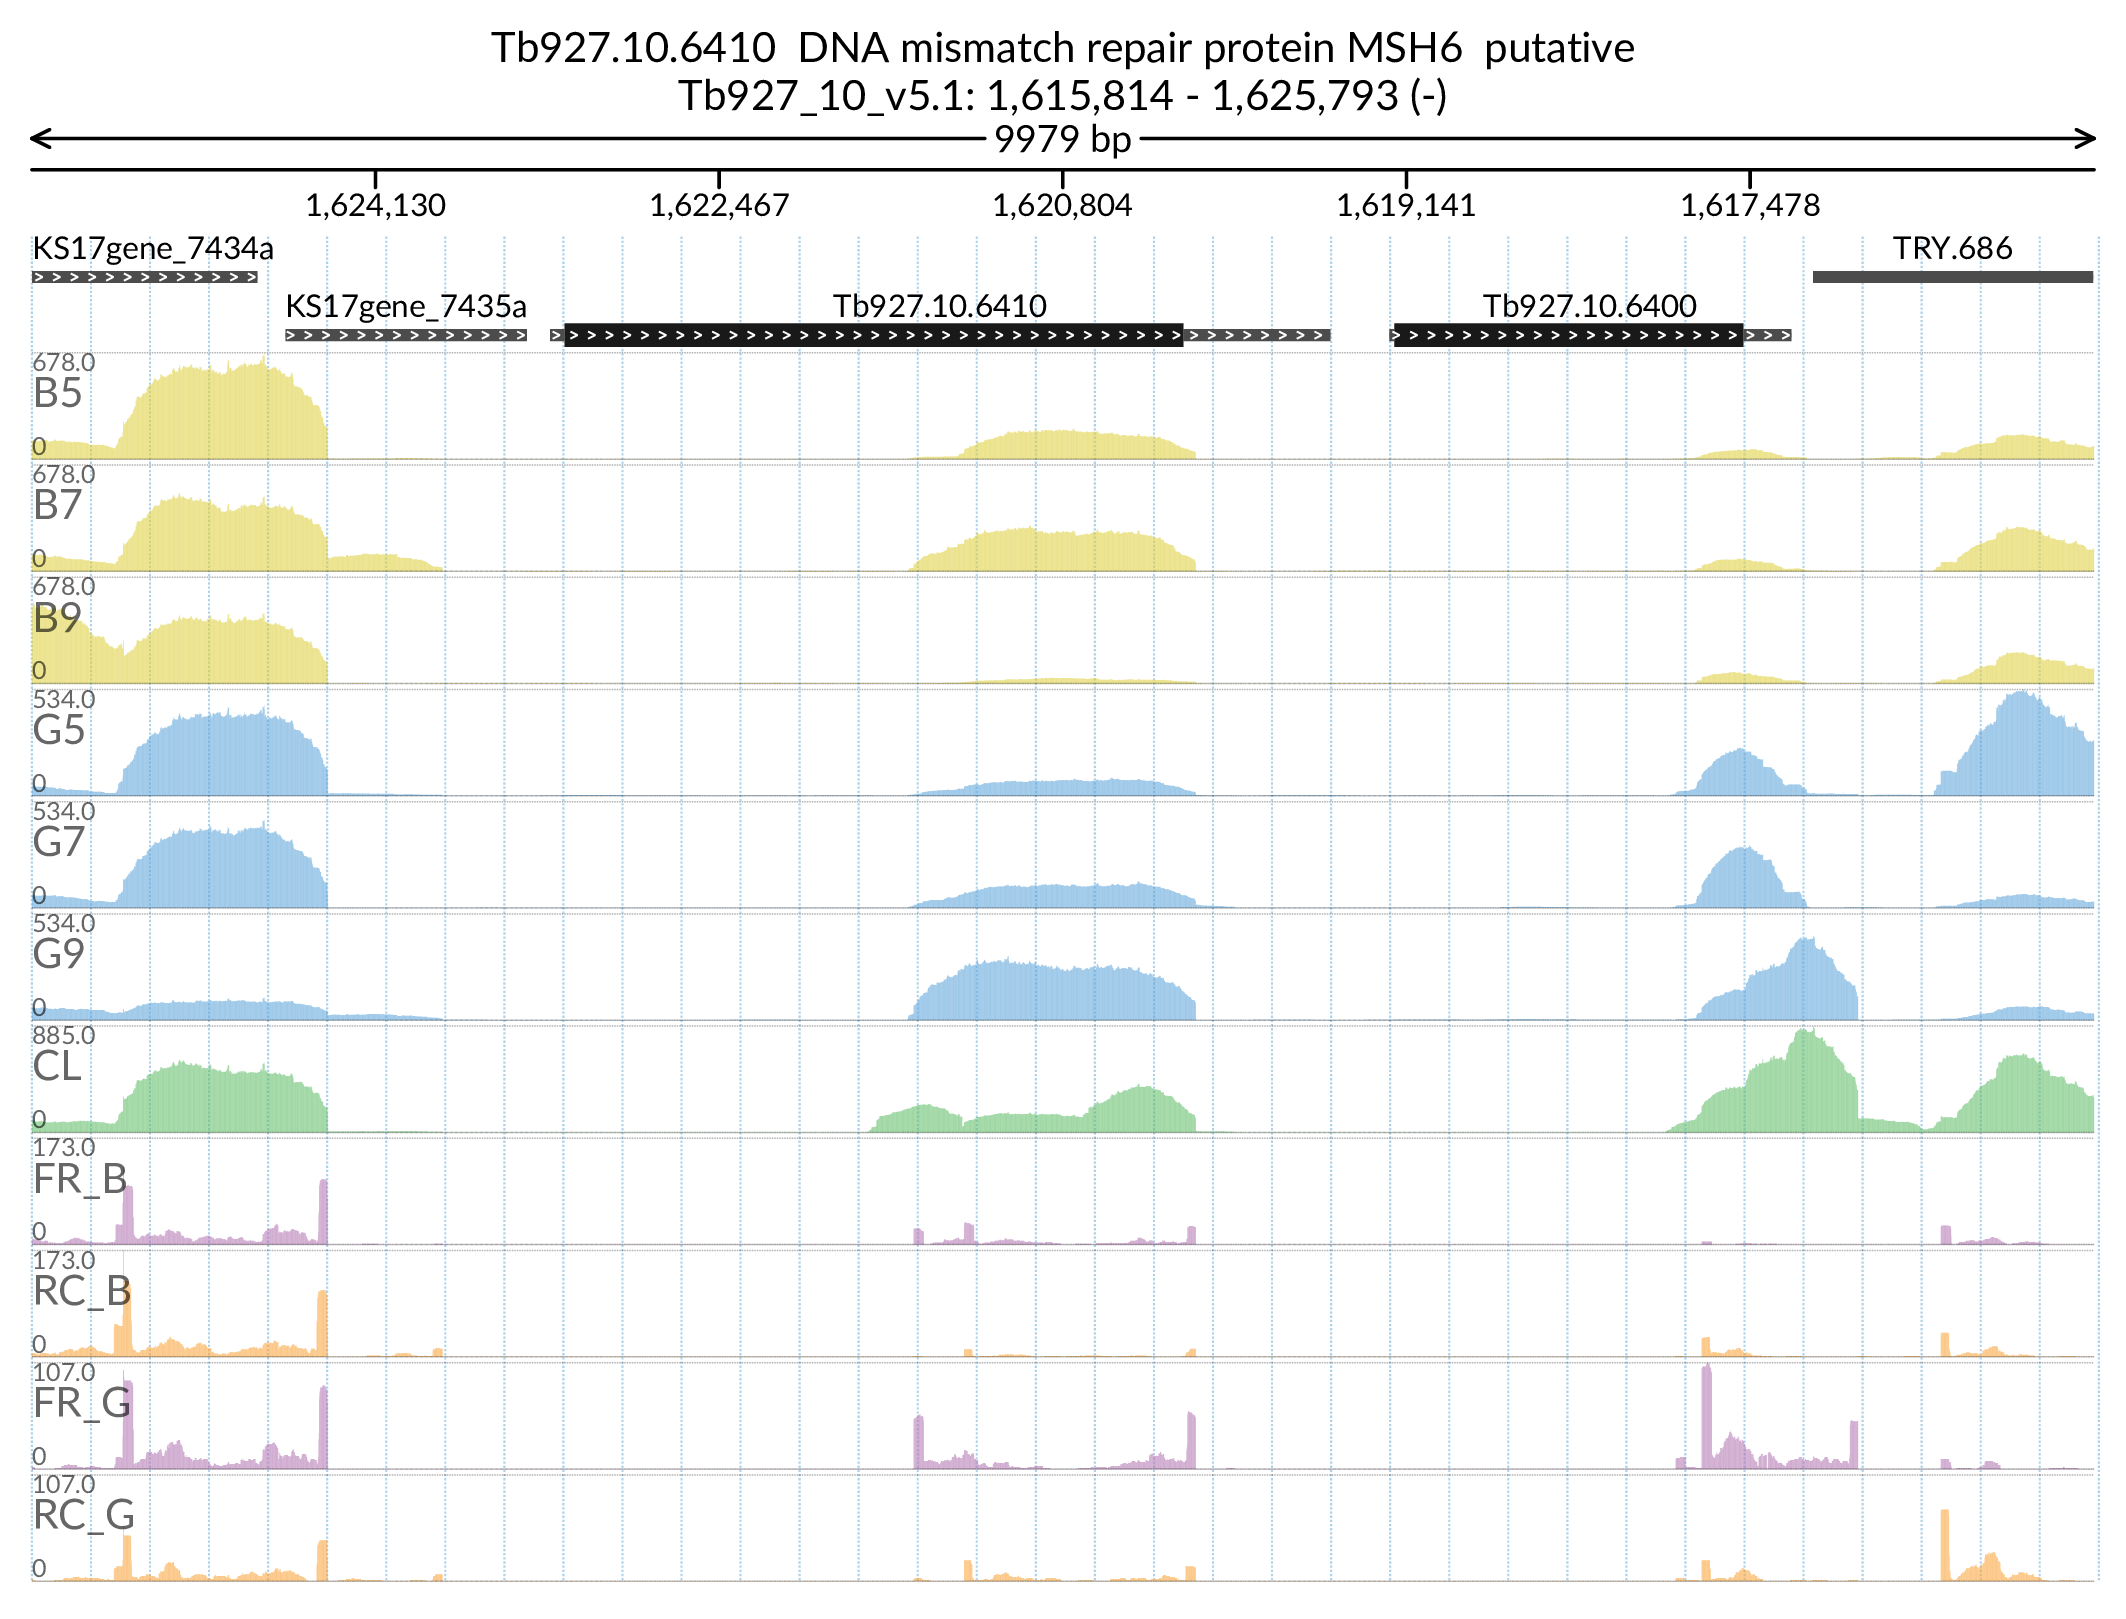 Tb927.10.6410  DNA mismatch repair protein MSH6  putative
Tb927_10_v5.1: 1,615,814 - 1,625,793 (-)
9979 bp
1,624,130 1,622,467 1,620,804 1,619,141 1,617,478
KS17gene_7434a TRY.686
KS17gene_7435a Tb927.10.6410 Tb927.10.6400
678.0
B5
0
678.0
B7
0
678.0
B9
0
534.0
G5
0
534.0
G7
0
534.0
G9
0
885.0
CL
0
173.0
FR_B
0
173.0
RC_B
0
107.0
FR_G
0
107.0
RC_G
0